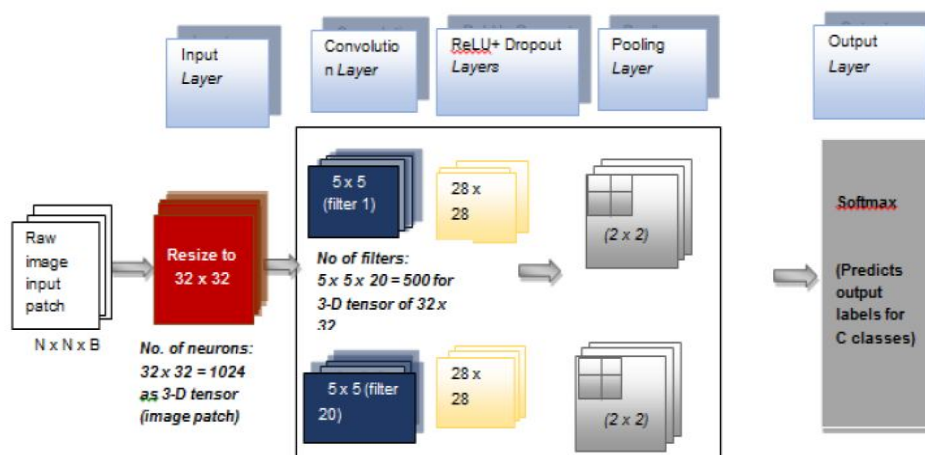 Input
Layer
Convolutio
n Layer
ReLU+ Dropout
Layers
Pooling
Layer
Output
Layer
Raw
image
input
patch
N x N x B
Resize to
32 x 32
No. of neurons:
32 x 32 = 1024
as 3-D tensor
(image patch)
5 x 5
(filter 1)
28 x
28
(2 x 2)
No of filters:
5 x 5 x 20 = 500 for
3-D tensor of 32 x
32
5 x 5 (filter
20)
28 x
28
(2 x 2)
Softmax
(Predicts
output
labels for
C classes)